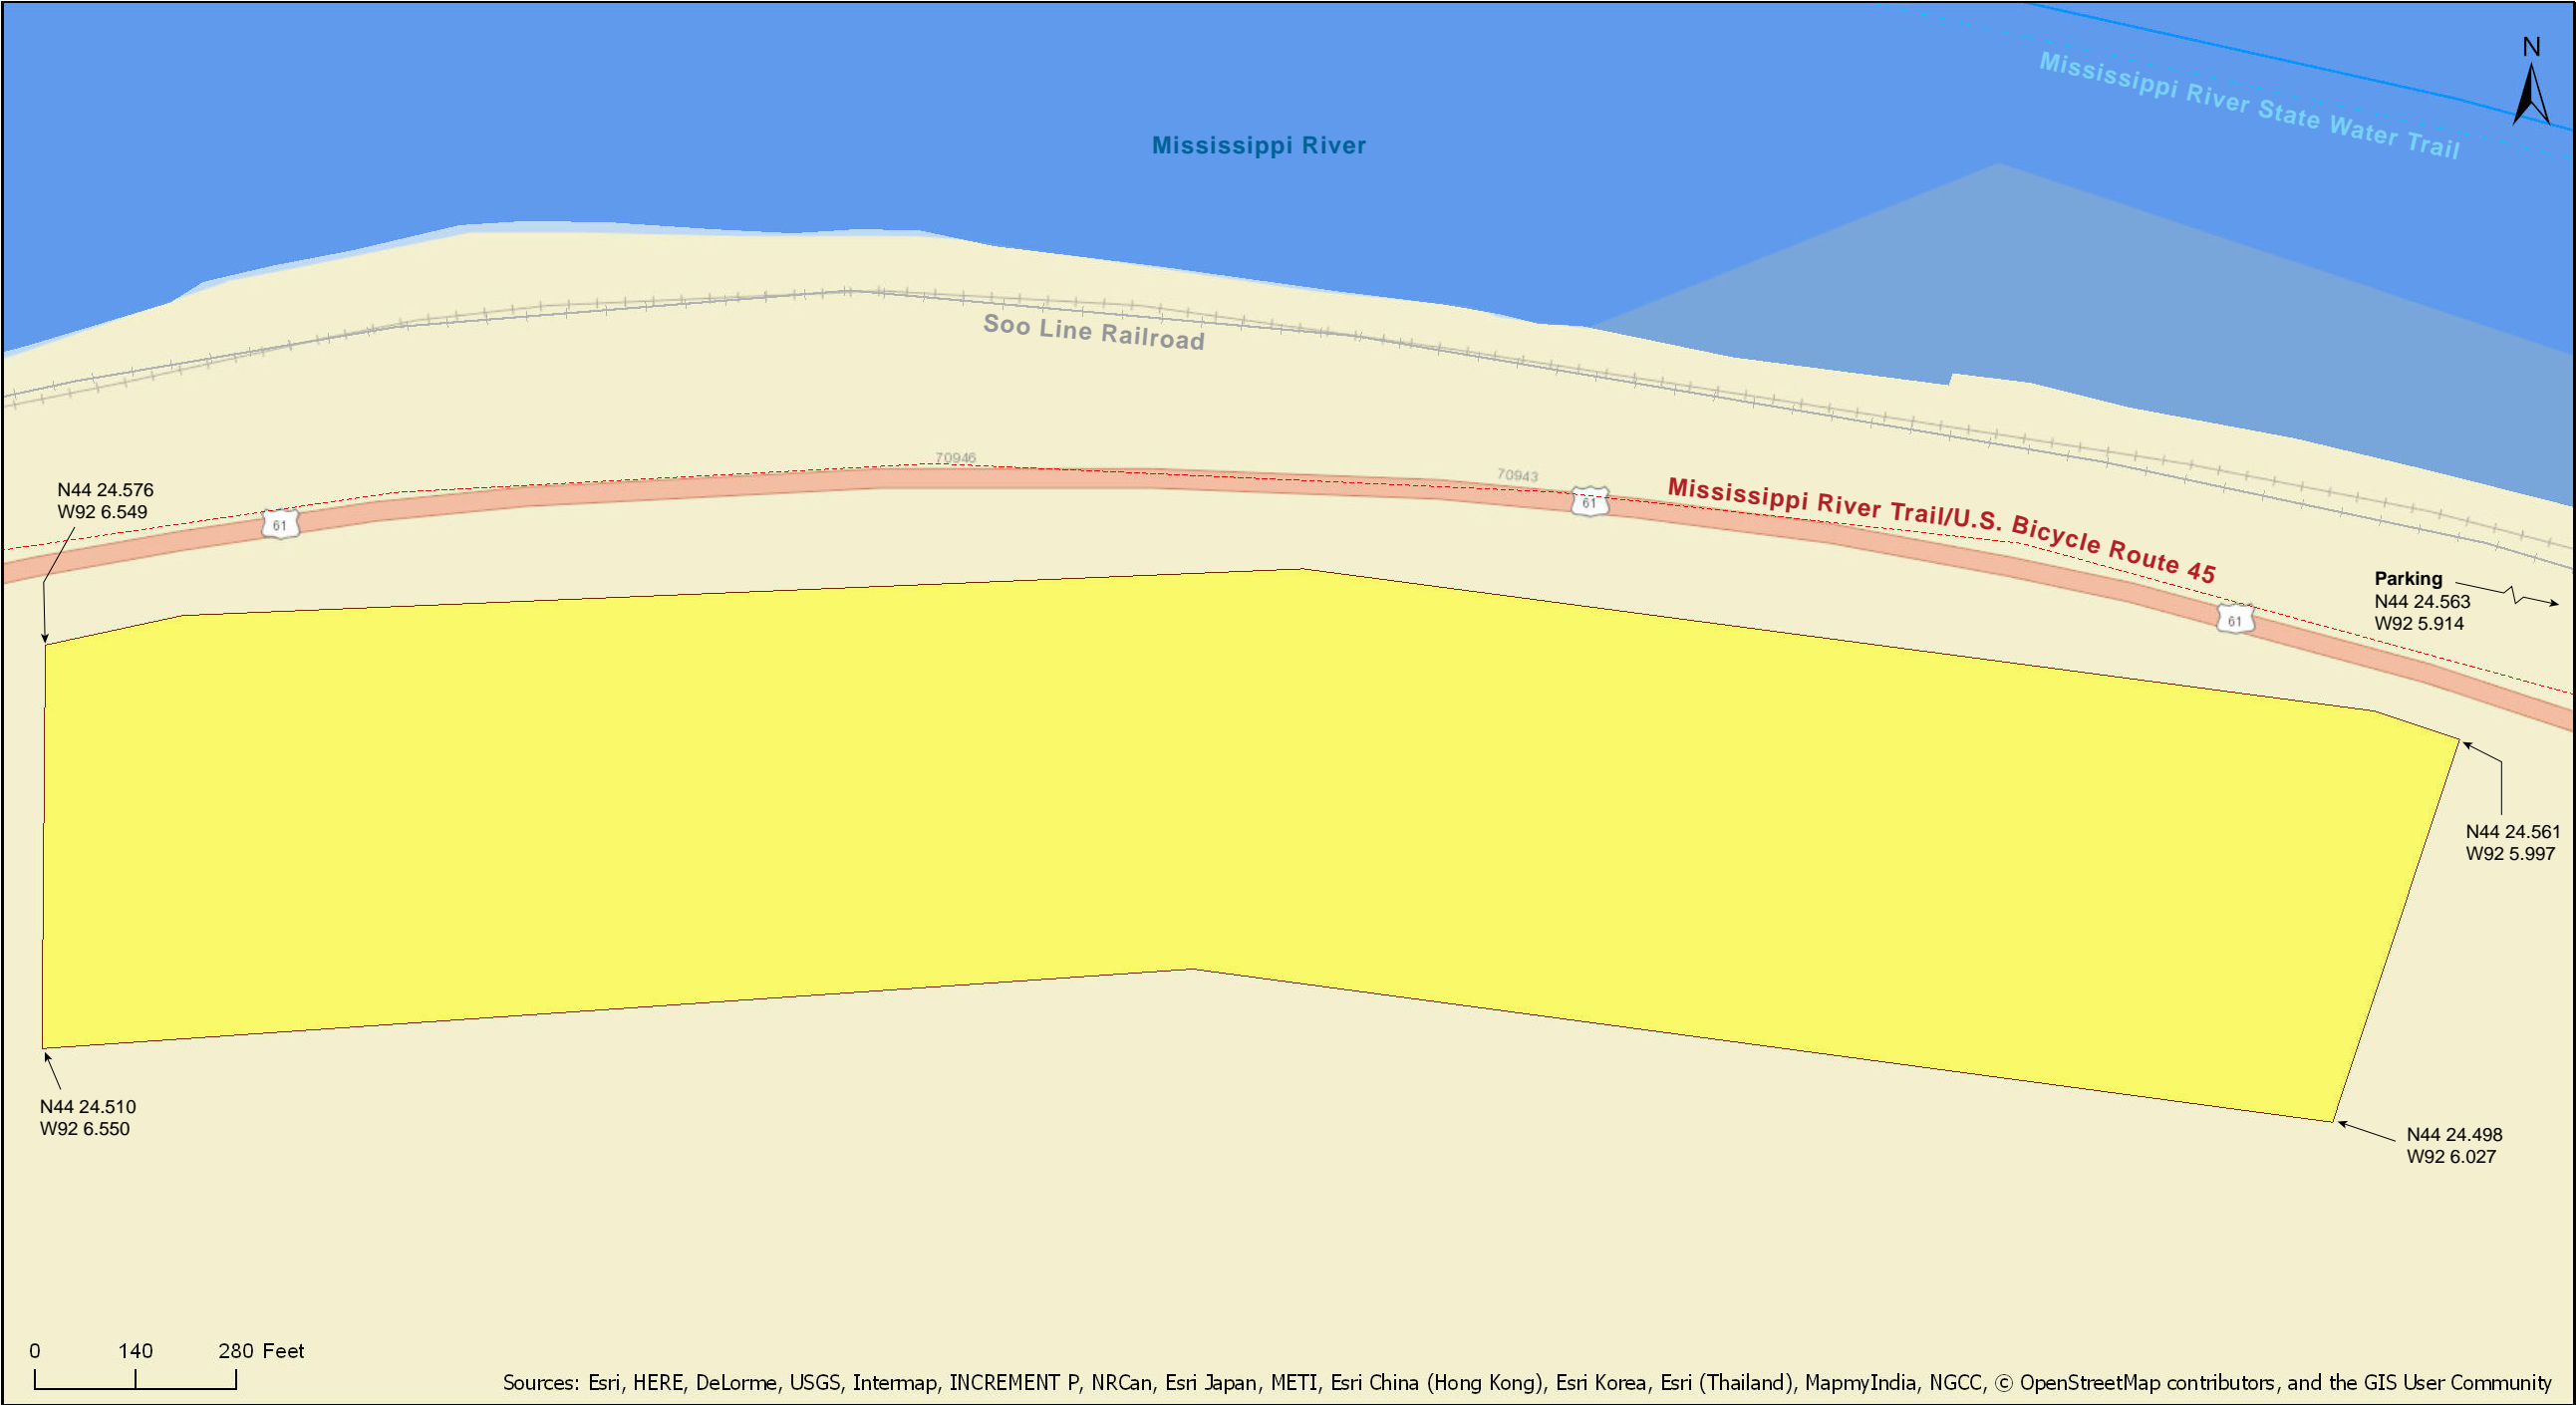 N
Mississippi River State Water Trail
Mississippi River
Soo Line Railroad
70946
70943
N44 24.576
W92 6.549
61
61
Mississippi River Trail/U.S. Bicycle Route 45
Parking
N44 24.563
W92 5.914
61
N44 24.561
W92 5.997
N44 24.510
W92 6.550
N44 24.498
W92 6.027
0 140 280 Feet
Sources: Esri, HERE, DeLorme, USGS, Intermap, INCREMENT P, NRCan, Esri Japan, METI, Esri China (Hong Kong), Esri Korea, Esri (Thailand), MapmyIndia, NGCC, © OpenStreetMap contributors, and the GIS User Community